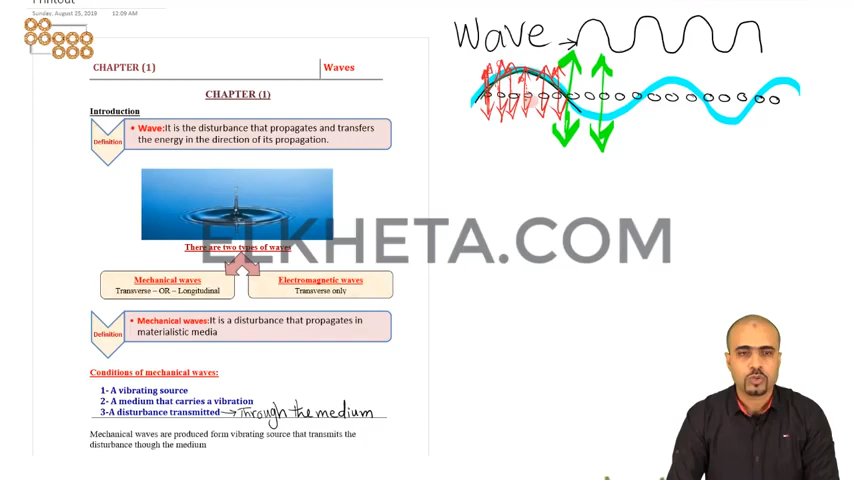 Printout
Sunday, August 25, 2019 12:09 AM
CHAPTER (1) Waves
CHAPTER (1)
Introduction
Definition
• Wave:It is the disturbance that propagates and transfers
the energy in the direction of its propagation.
There are two types of waves
Mechanical waves
Transverse – OR – Longitudinal
Electromagnetic waves
Transverse only
Definition
• Mechanical waves:It is a disturbance that propagates in
materialistic media
Conditions of mechanical waves:
1- A vibrating source
2- A medium that carries a vibration
3-A disturbance transmitted → Through the medium
Mechanical waves are produced form vibrating source that transmits the
disturbance though the medium
Wave →
ELKHETA.COM